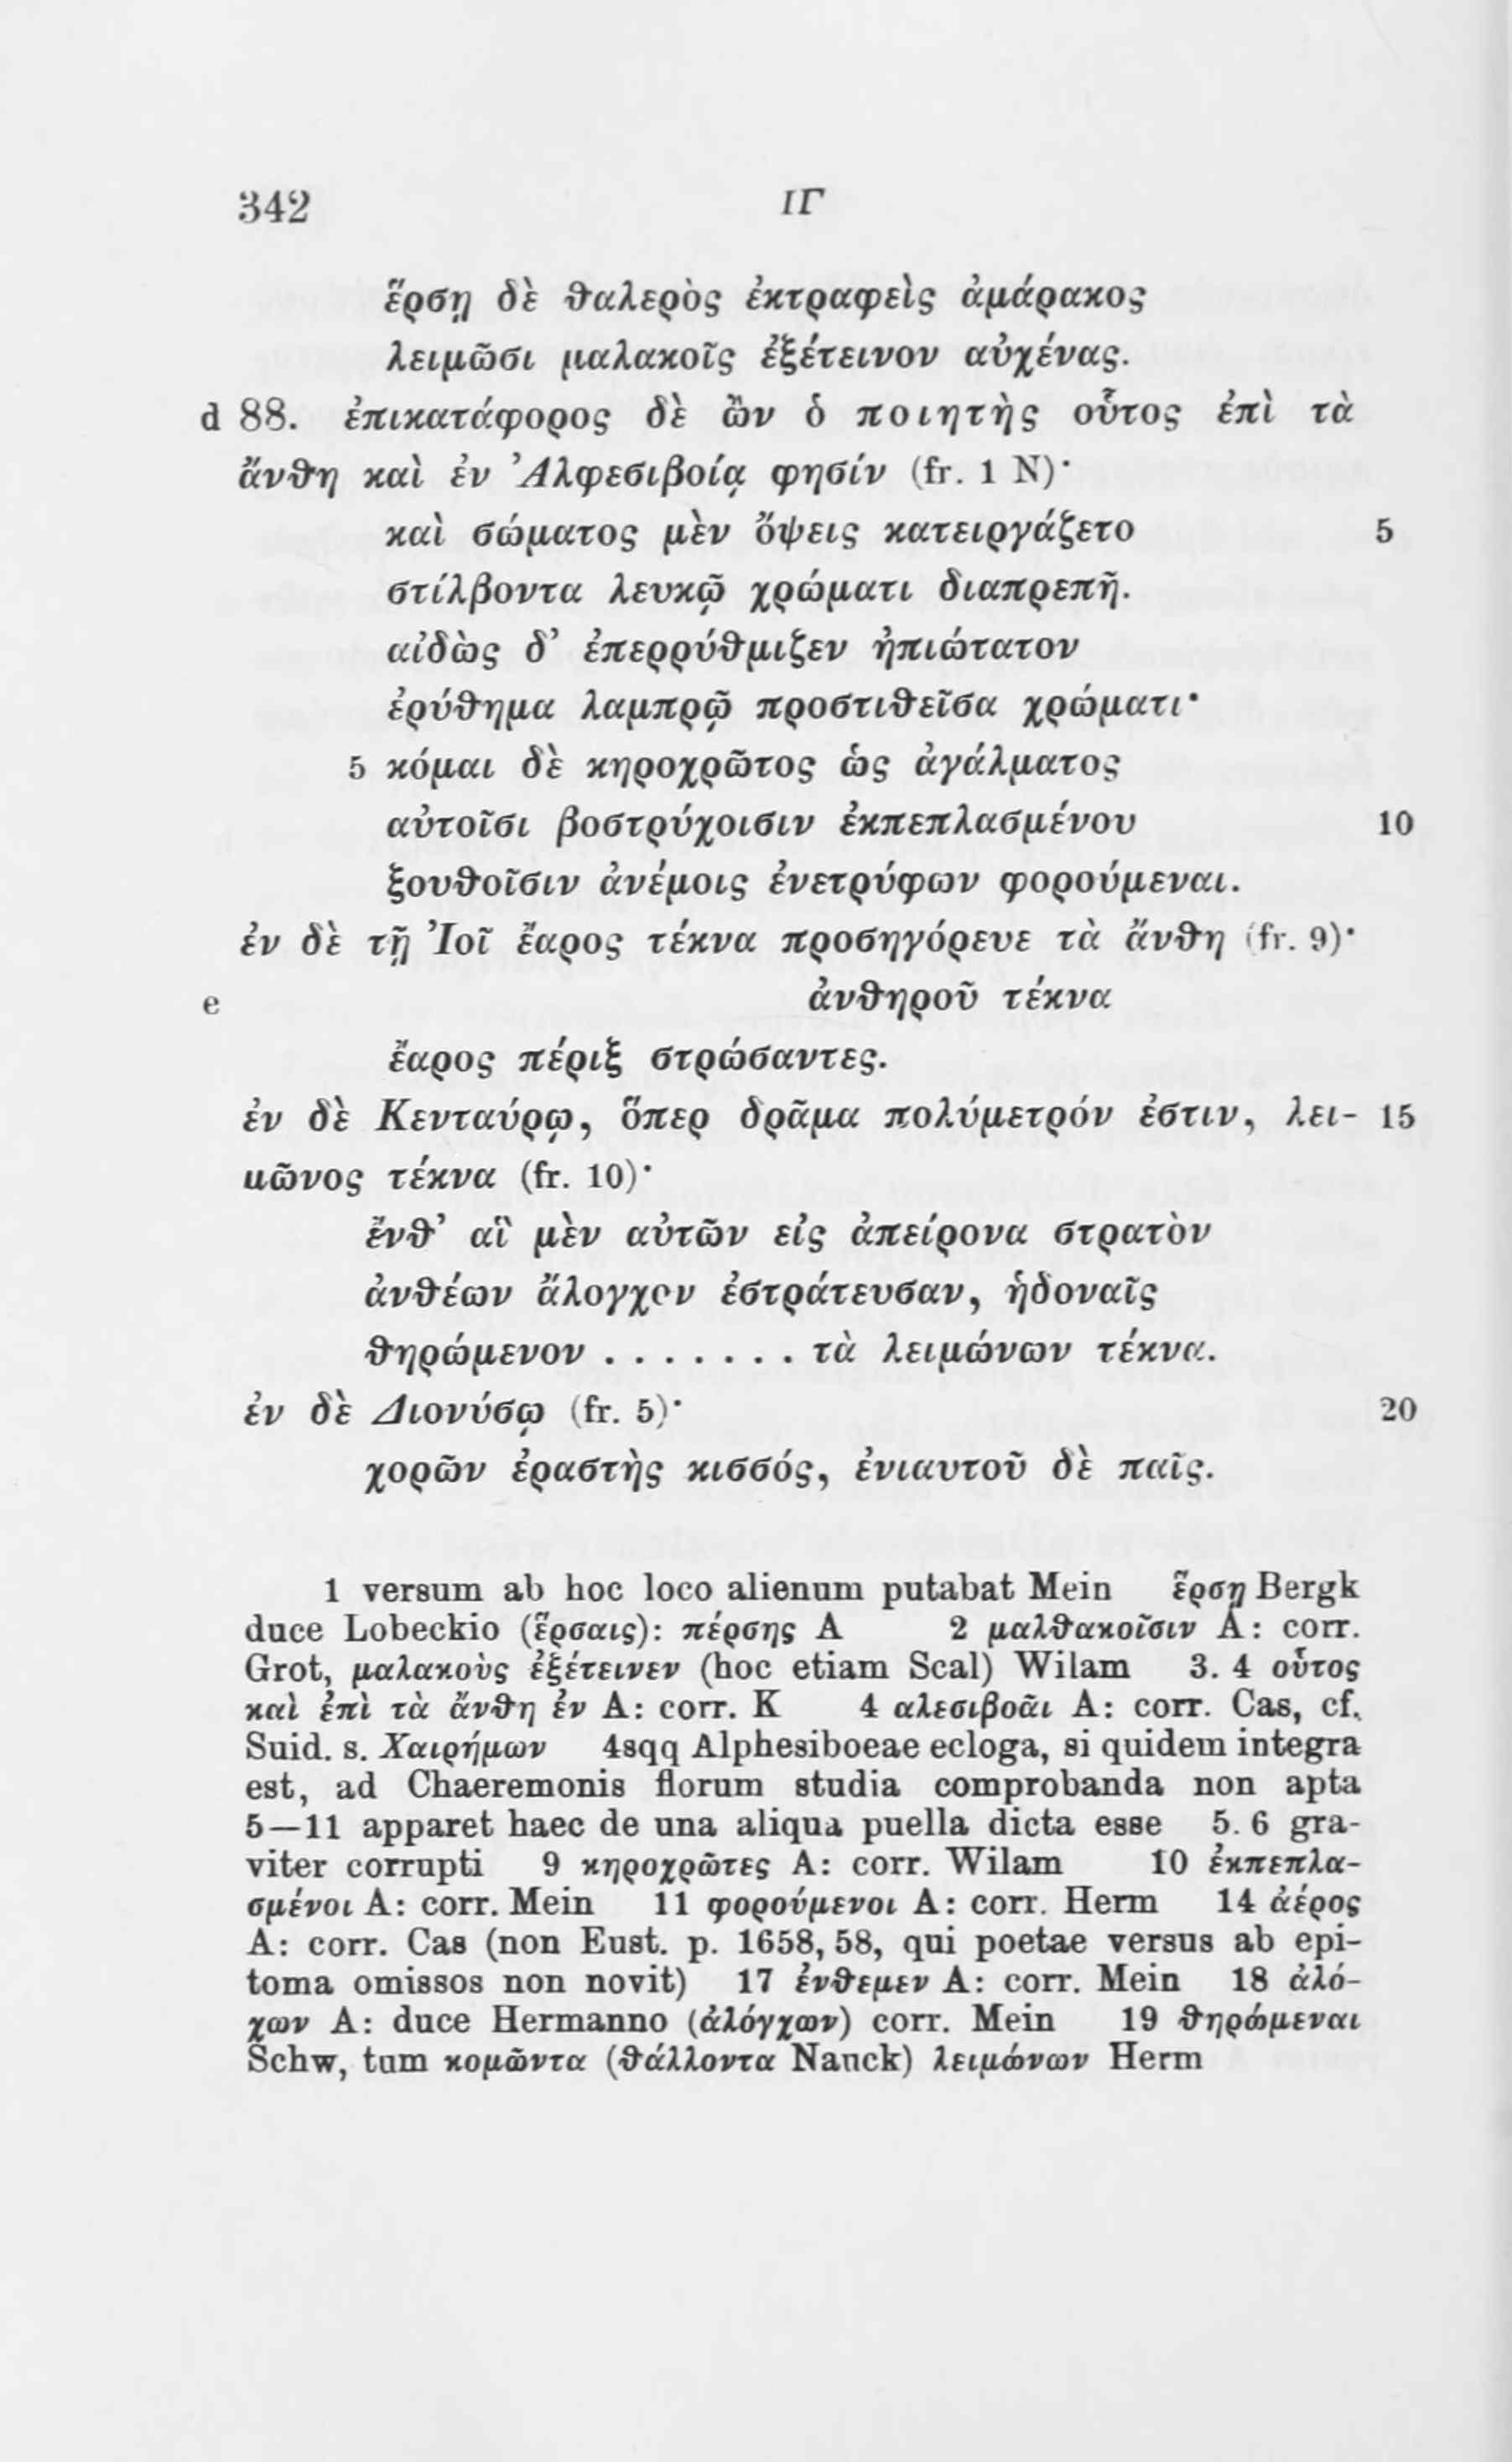 342 ΙΓ
ἕρσῃ δὲ θαλερὸς ἐκτραφεὶς ἀμάρακος
λειμῶσι μαλακοῖς ἐξέτεινον αὐχένας.
d 88. ἐπικατάφορος δὲ ὢν ὁ ποιητὴς οὗτος ἐπὶ τὰ
ἄνθη καὶ ἐν Ἀλφεσιβοίᾳ φησίν (fr. 1 N)·
καὶ σώματος μὲν ὄψεις κατειργάζετο 5
στίλβοντα λευκῷ χρώματι διαπρεπῆ.
αἰδὼς δ’ ἐπερρύθμιζεν ἠπιώτατον
ἐρύθημα λαμπρῷ προστιθεῖσα χρώματι·
5 κόμαι δὲ κηροχρῶτος ὡς ἀγάλματος
αὐτοῖσι βοστρύχοισιν ἐκπεπλασμένου 10
ξουθοῖσιν ἀνέμοις ἐνετρύφων φορούμεναι.
ἐν δὲ τῇ Ἰοῖ ἔαρος τέκνα προσηγόρευε τὰ ἄνθη (fr. 9)·
e ἀνθηροῦ τέκνα
ἔαρος πέριξ στρώσαντες.
ἐν δὲ Κενταύρῳ, ὅπερ δρᾶμα πολύμετρόν ἐστιν, λει- 15
μῶνος τέκνα (fr. 10)·
ἔνθ’ αἳ μὲν αὐτῶν εἰς ἀπείρονα στρατὸν
ἀνθέων ἄλογχον ἐστράτευσαν, ἡδοναῖς
θηρώμενον . . . . . . . τὰ λειμώνων τέκνα.
ἐν δὲ Διονύσῳ (fr. 5)· 20
χορῶν ἐραστὴς κισσός, ἐνιαυτοῦ δὲ παῖς.
1 versum ab hoc loco alienum putabat Mein ἕρσῃ Bergk
duce Lobeckio (ἕρσαις): πέρσης A 2 μαλθακοῖσιν A: corr.
Grot, μαλακοὺς ἐξέτεινεν (hoc etiam Scal) Wilam 3. 4 οὗτος
καὶ ἐπὶ τὰ ἄνθη ἐν A: corr. K 4 αλεσιβοᾶι A: corr. Cas, cf.
Suid. s. Χαιρήμων 4sqq Alphesiboeae ecloga, si quidem integra
est, ad Chaeremonis florum studia comprobanda non apta
5—11 apparet haec de una aliqua puella dicta esse 5. 6 gra-
viter corrupti 9 κηροχρῶτες A: corr. Wilam 10 ἐκπεπλα-
σμένοι A: corr. Mein 11 φορούμενοι A: corr. Herm 14 ἀέρος
A: corr. Cas (non Eust. p. 1658, 58, qui poetae versus ab epi-
toma omissos non novit) 17 ἐνθεμεν A: corr. Mein 18 ἀλό-
χων A: duce Hermanno (ἀλόγχων) corr. Mein 19 θηρώμεναι
Schw, tum κομῶντα (θάλλοντα Nauck) λειμώνων Herm